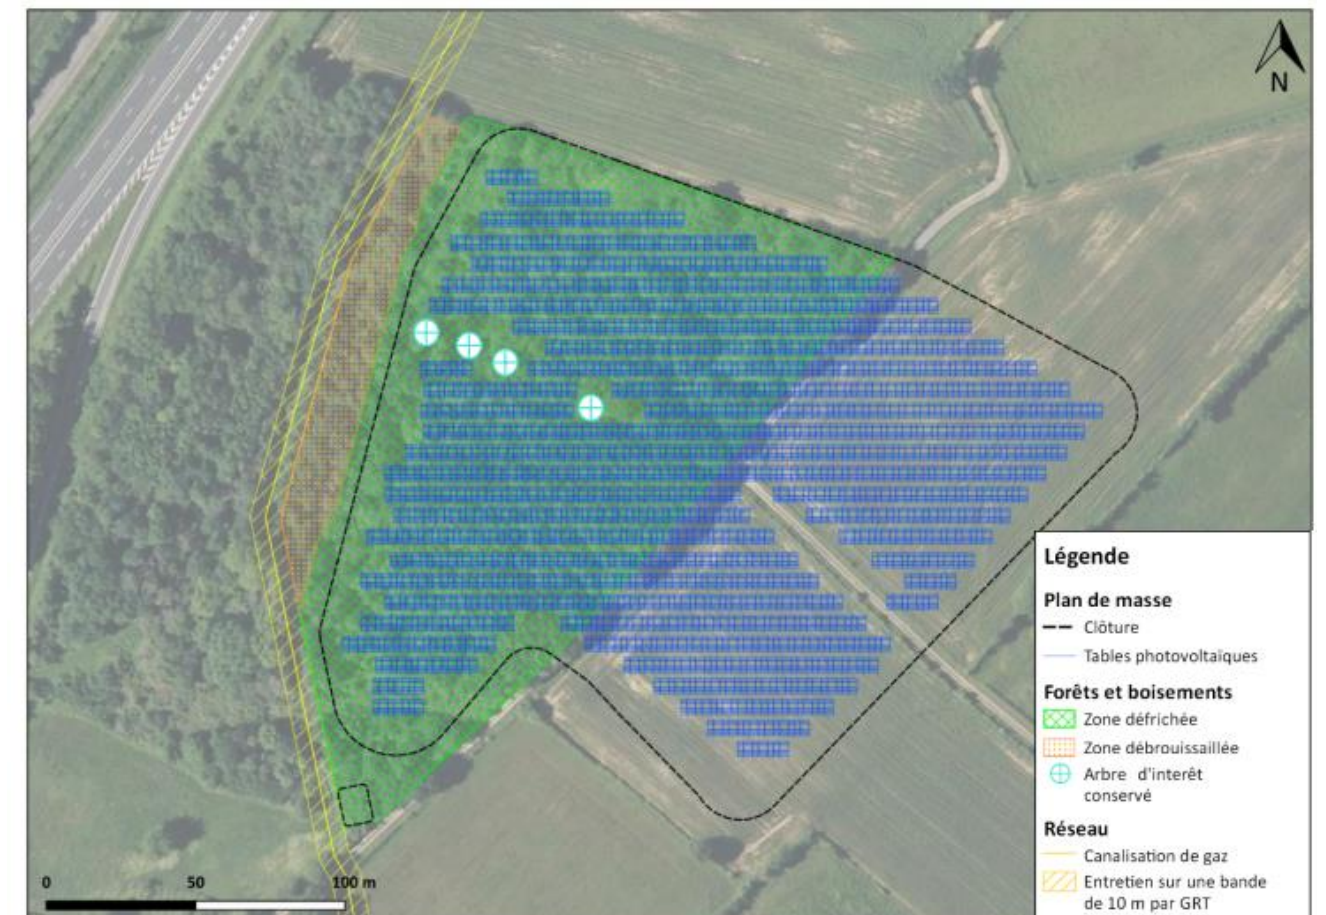 N
Légende
Plan de masse
Clôture
Tables photovoltaïques
Forêts et boisements
Zone défrichée
Zone débroussaillée
Arbre d'interêt
conservé
Réseau
Canalisation de gaz
Entretien sur une bande
de 10 m par GRT
0 50 100 m